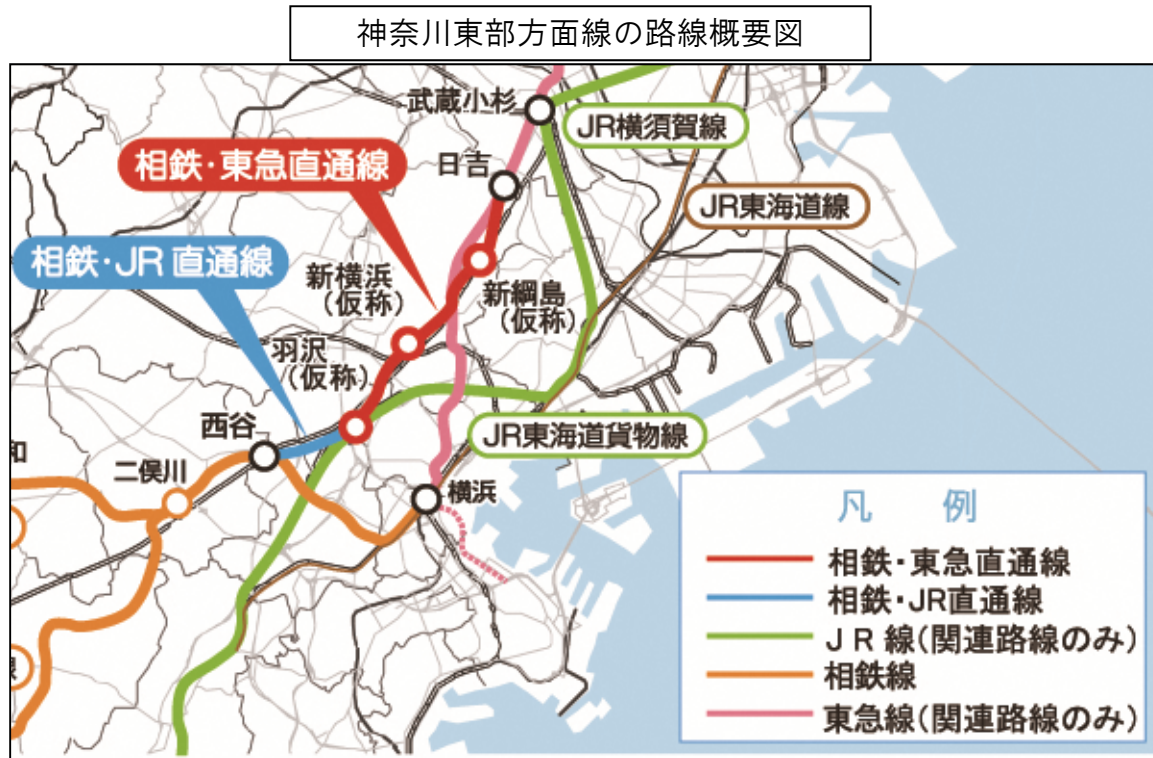 神奈川東部方面線の路線概要図
武蔵小杉
JR横須賀線
日吉
相鉄・東急直通線
JR東海道線
相鉄・JR直通線
新横浜
(仮称)
新綱島
(仮称)
羽沢
(仮称)
西谷
JR東海道貨物線
和
二俣川
横浜
凡 例
相鉄・東急直通線
相鉄・JR直通線
JR線(関連路線のみ)
相鉄線
東急線(関連路線のみ)